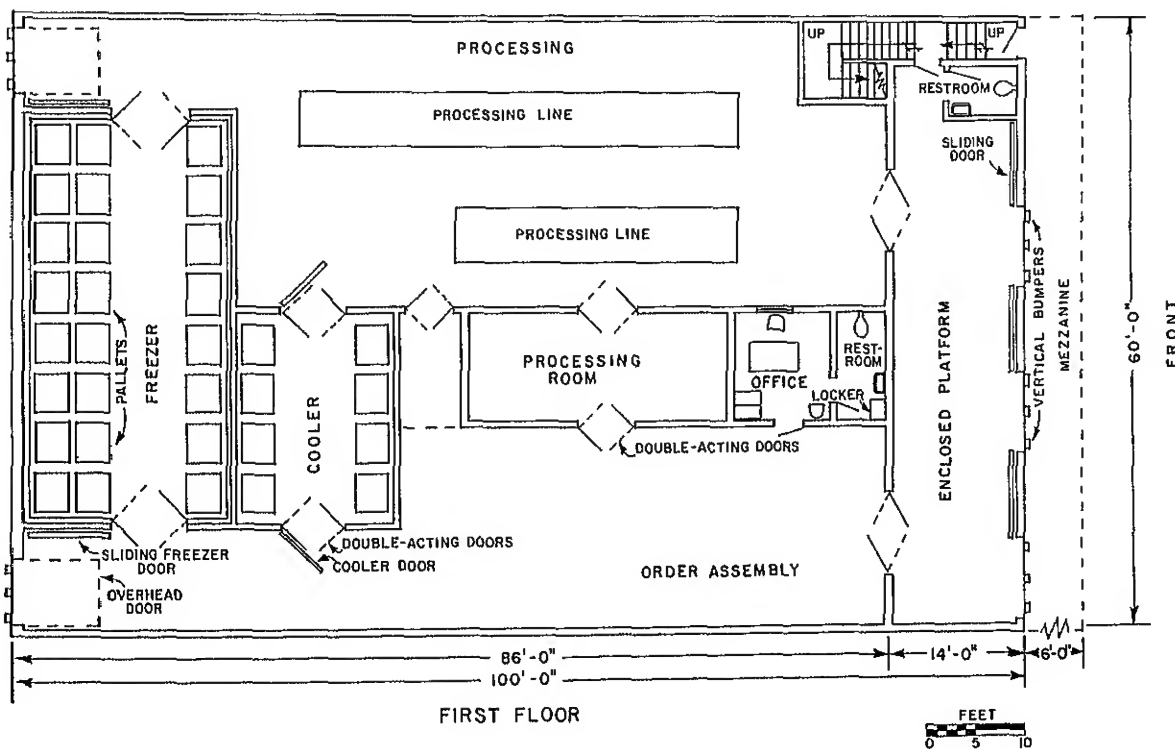 PROCESSING
UP
UP
RESTROOM
PROCESSING LINE
SLIDING
DOOR
PROCESSING LINE
PALLETS
FREEZER
COOLER
PROCESSING
ROOM
OFFICE
REST-
ROOM
LOCKER
DOUBLE-ACTING DOORS
ENCLOSED PLATFORM
VERTICAL BUMPERS
MEZZANINE
60'-0"
FRONT
SLIDING FREEZER
DOOR
OVERHEAD
DOOR
DOUBLE-ACTING DOORS
COOLER DOOR
ORDER ASSEMBLY
86'-0"
14'-0"
6'-0"
100'-0"
FIRST FLOOR
FEET
0 5 10